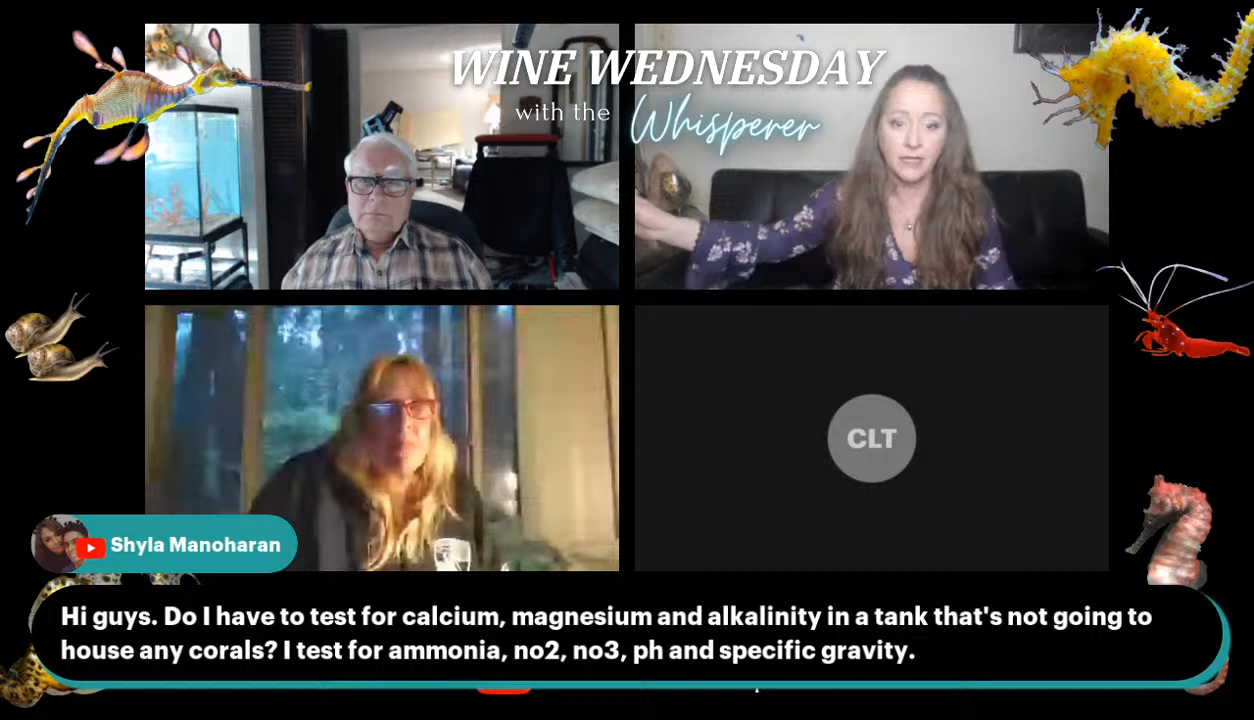 WINE WEDNESDAY
with the Whisperer
CLT
Shyla Manoharan
Hi guys. Do I have to test for calcium, magnesium and alkalinity in a tank that's not going to
house any corals? I test for ammonia, no2, no3, ph and specific gravity.